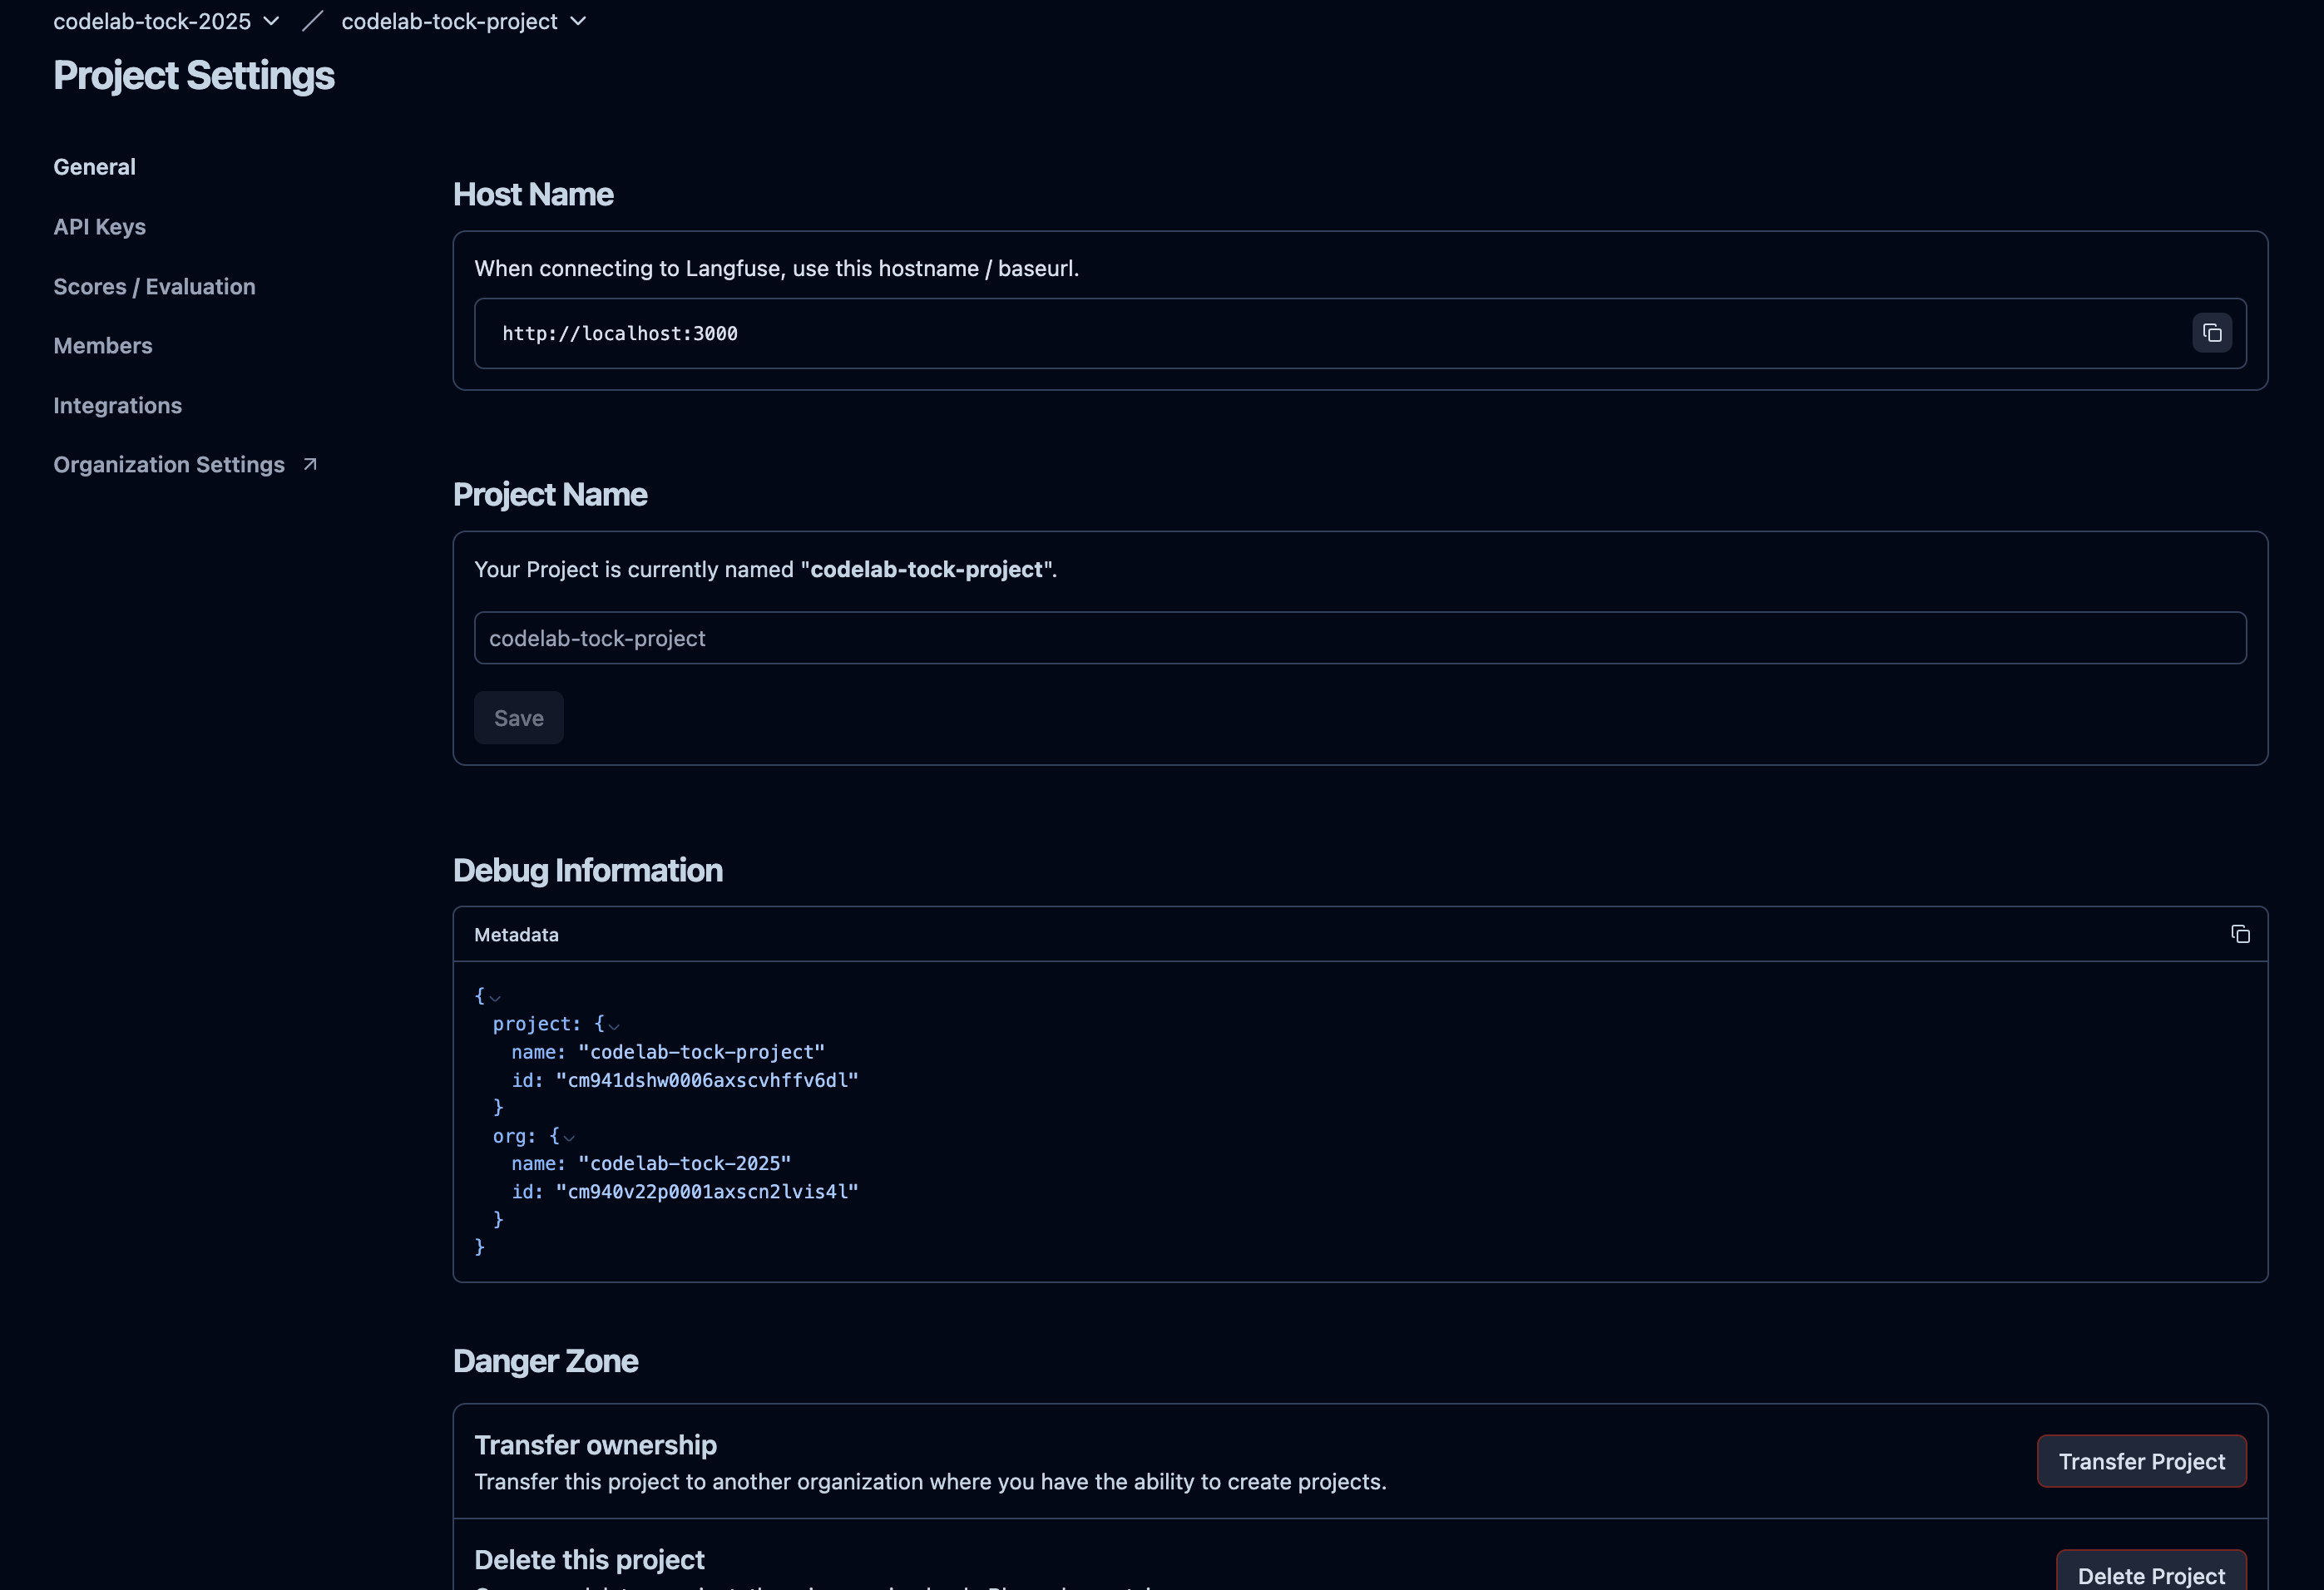 codelab-tock-2025 / codelab-tock-project
Project Settings
General
API Keys
Scores / Evaluation
Members
Integrations
Organization Settings
Host Name
When connecting to Langfuse, use this hostname / baseurl.
http://localhost:3000
Project Name
Your Project is currently named "codelab-tock-project".
codelab-tock-project
Save
Debug Information
Metadata
{
project: {
name: "codelab-tock-project"
id: "cm941dshw0006axscvhffv6dl"
}
org: {
name: "codelab-tock-2025"
id: "cm940v22p0001axscn2lvis4l"
}
}
Danger Zone
Transfer ownership
Transfer this project to another organization where you have the ability to create projects.
Transfer Project
Delete this project
Delete Project